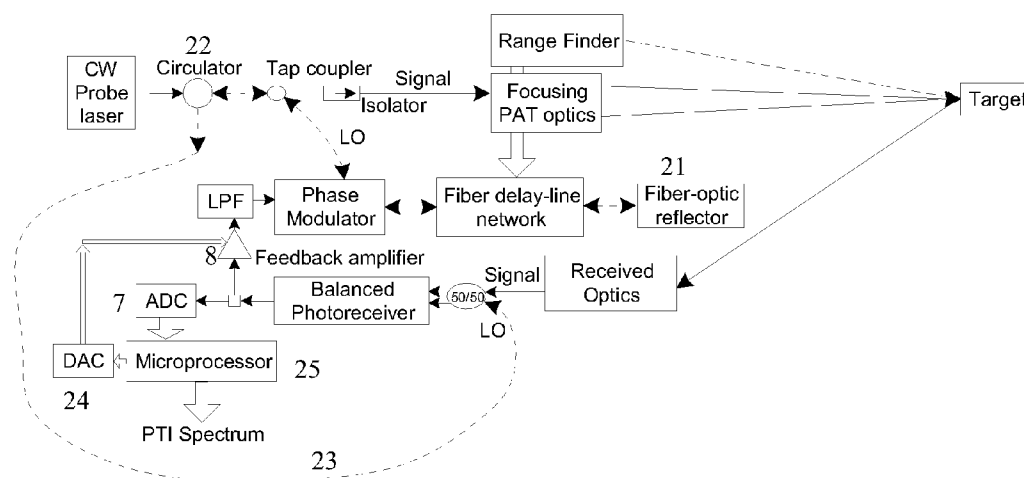 Range Finder
22
CW
Probe
laser
Circulator
Tap coupler
Signal
Isolator
Focusing
PAT optics
Target
LO
21
LPF
Phase
Modulator
Fiber delay-line
network
Fiber-optic
reflector
8
Feedback amplifier
Signal
Received
Optics
7
ADC
Balanced
Photoreceiver
50/50
LO
DAC
Microprocessor
25
24
PTI Spectrum
23